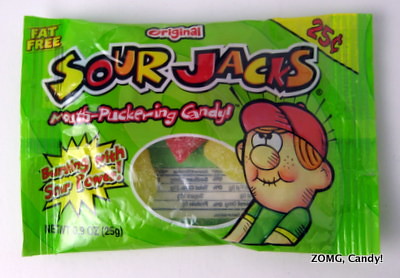 Original
FAT
FREE
25¢
SOUR JACKS
Mouth-Puckering Candy!
Bursting with
Sour Power!
NET WT 0.9 OZ (25g)
ZOMG, Candy!